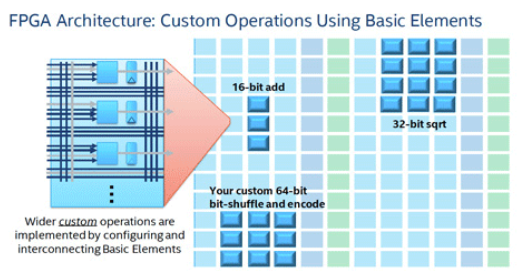 FPGA Architecture: Custom Operations Using Basic Elements
16-bit add
32-bit sqrt
Your custom 64-bit
bit-shuffle and encode
Wider custom operations are
implemented by configuring and
interconnecting Basic Elements